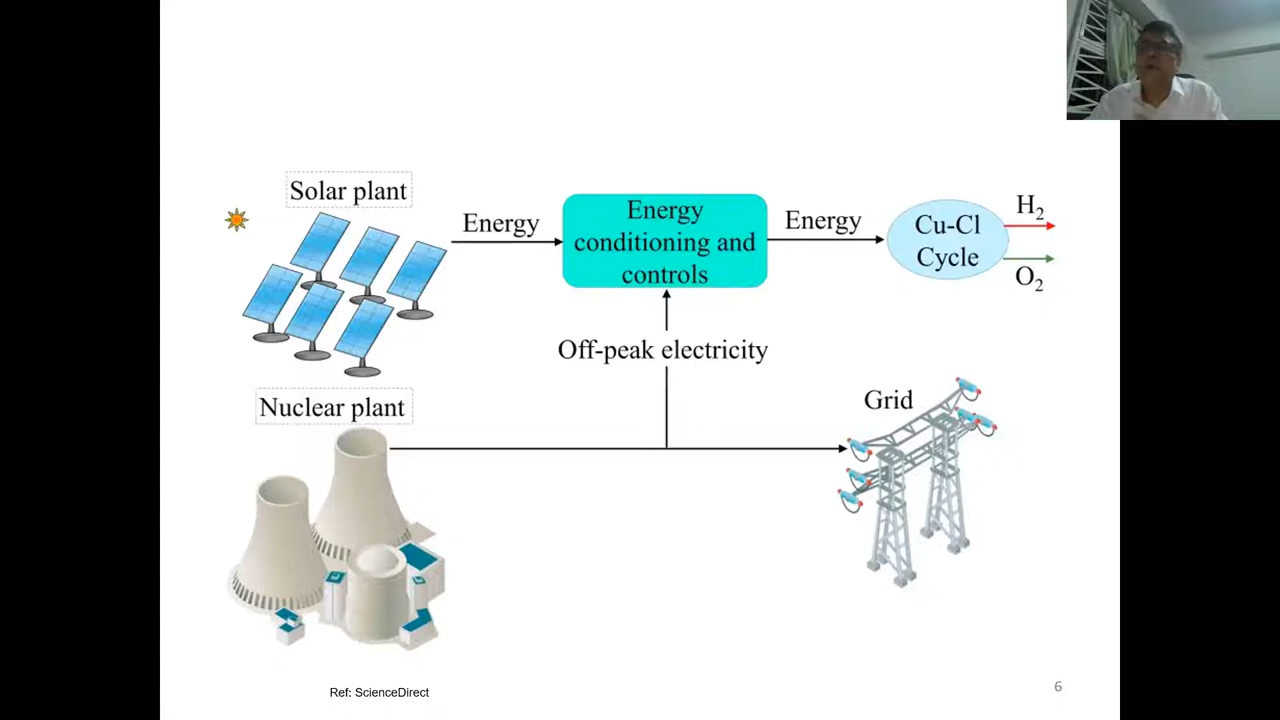 Solar plant
Energy
Energy
conditioning and
controls
Energy
Cu-Cl
Cycle
H₂
O₂
Off-peak electricity
Nuclear plant
Grid
Ref: ScienceDirect
6